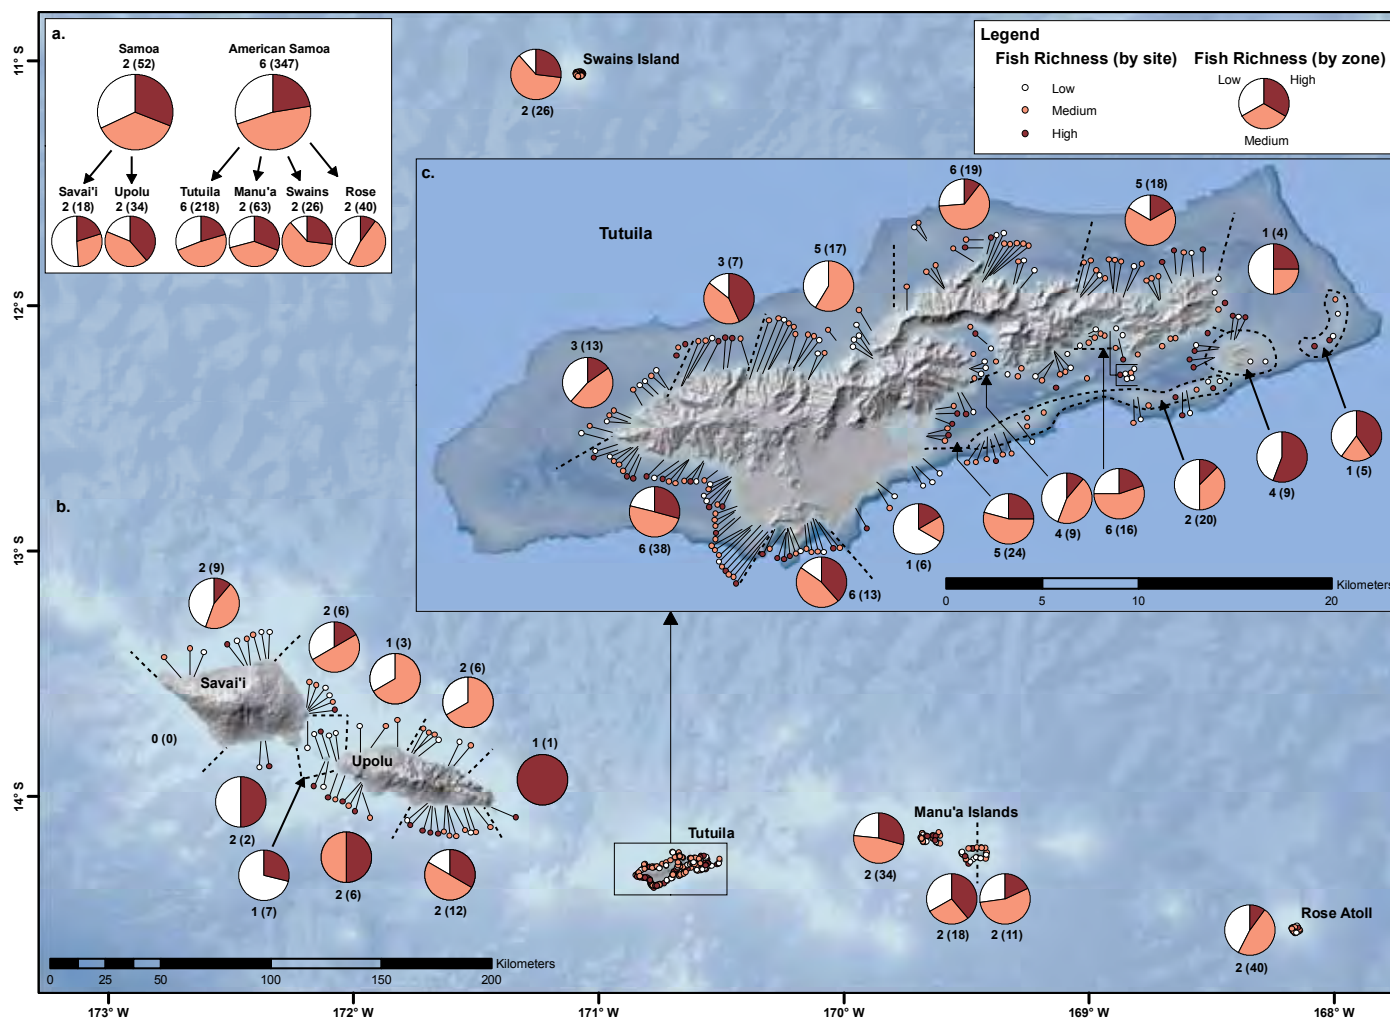 a.
Samoa
2 (52)
American Samoa
6 (347)
Savai'i
2 (18)
Upolu
2 (34)
Tutuila
6 (218)
Manu'a
2 (63)
Swains
2 (26)
Rose
2 (40)
Swains Island
2 (26)
Legend
Fish Richness (by site)
Low
Medium
High
Fish Richness (by zone)
Low
High
Medium
c.
Tutuila
6 (19)
5 (18)
1 (4)
5 (17)
3 (7)
3 (13)
6 (38)
6 (13)
1 (6)
5 (24)
4 (9)
6 (16)
2 (20)
4 (9)
1 (5)
0
5
10
20
Kilometers
b.
2 (9)
2 (6)
1 (3)
2 (6)
1 (1)
Savai'i
0 (0)
Upolu
2 (2)
1 (7)
2 (6)
2 (12)
Tutuila
Manu'a Islands
2 (34)
2 (18)
2 (11)
Rose Atoll
2 (40)
0
25
50
100
150
200
Kilometers
11° S
12° S
13° S
14° S
173° W
172° W
171° W
170° W
169° W
168° W